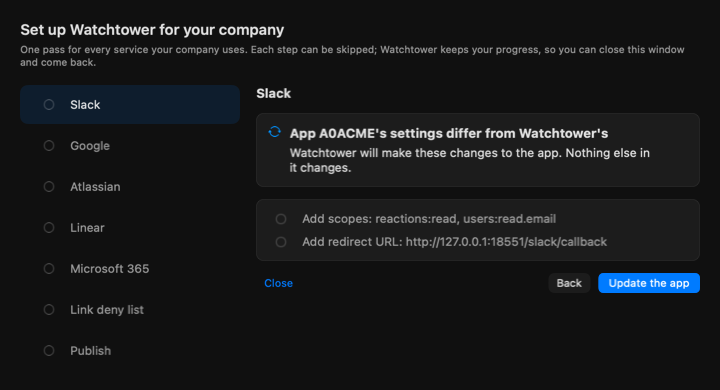 Set up Watchtower for your company
One pass for every service your company uses. Each step can be skipped; Watchtower keeps your progress, so you can close this window
and come back.
Slack
Google
Atlassian
Linear
Microsoft 365
Link deny list
Publish
Slack
App A0ACME's settings differ from Watchtower's
Watchtower will make these changes to the app. Nothing else in
it changes.
Add scopes: reactions:read, users:read.email
Add redirect URL: http://127.0.0.1:18551/slack/callback
Close
Back
Update the app